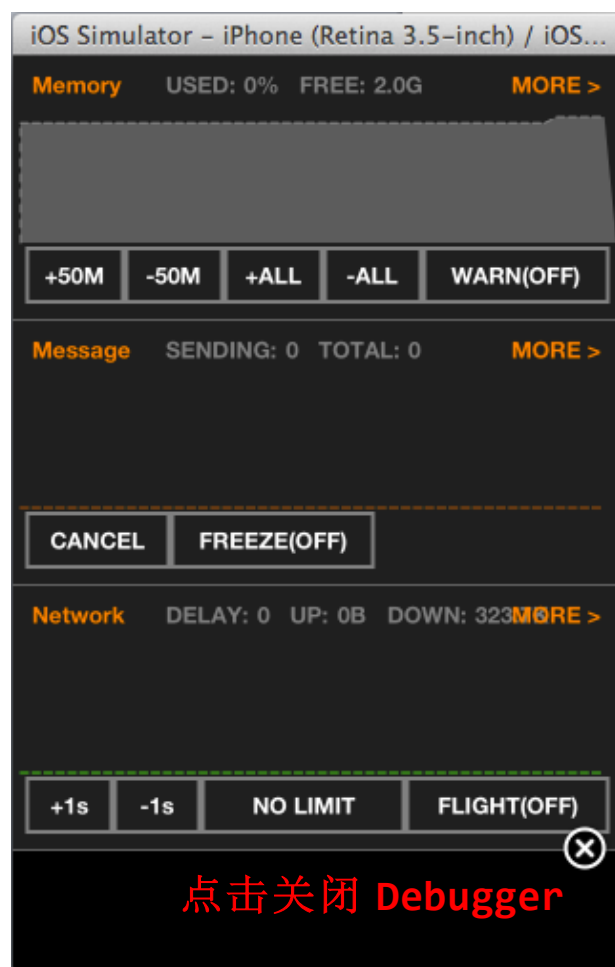 iOS Simulator – iPhone (Retina 3.5-inch) / iOS...
Memory USED: 0% FREE: 2.0G MORE >
+50M -50M +ALL -ALL WARN(OFF)
Message SENDING: 0 TOTAL: 0 MORE >
CANCEL FREEZE(OFF)
Network DELAY: 0 UP: 0B DOWN: MORE >
+1s -1s NO LIMIT FLIGHT(OFF)
点击关闭 Debugger